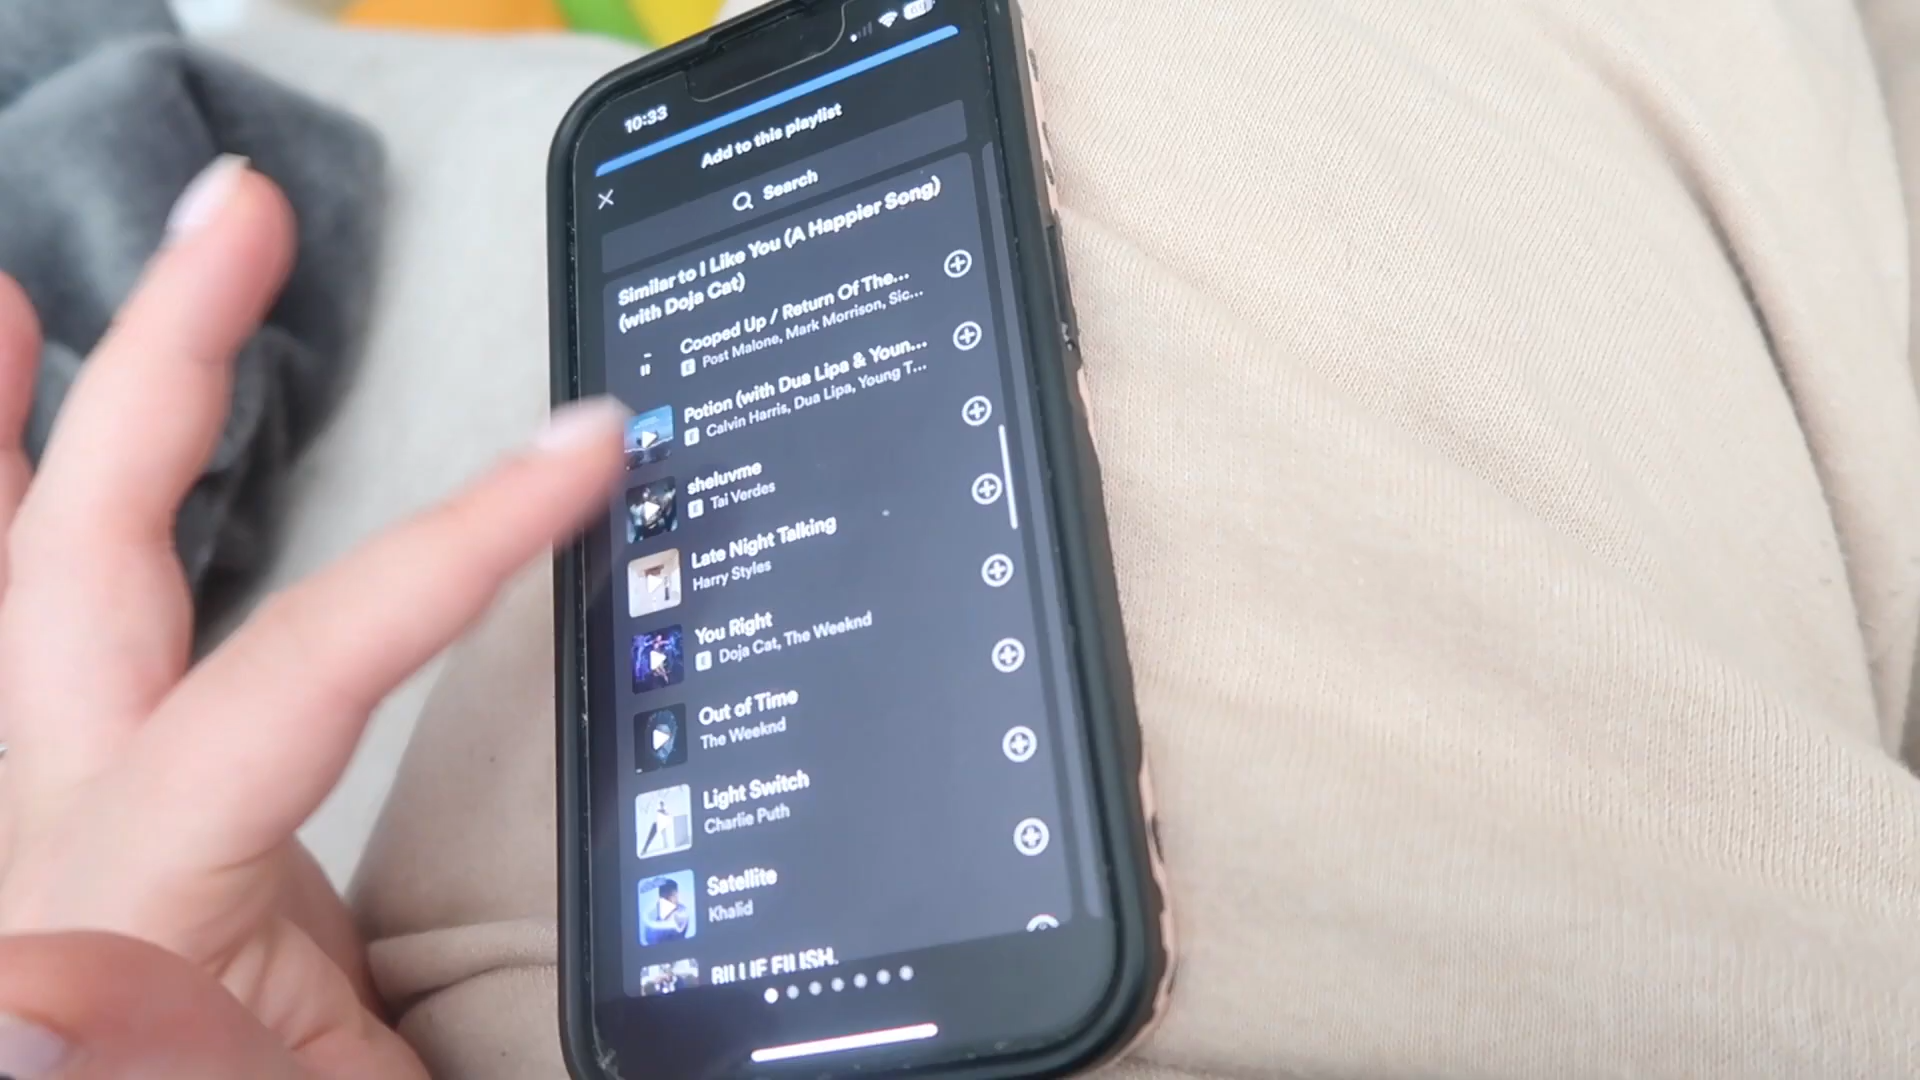 10:33
Add to this playlist
Search
Similar to I Like You (A Happier Song)
(with Doja Cat)
Cooped Up / Return Of The...
E Post Malone, Mark Morrison, Sic...
Potion (with Dua Lipa & Youn...
E Calvin Harris, Dua Lipa, Young T...
sheluvme
E Tai Verdes
Late Night Talking
Harry Styles
You Right
E Doja Cat, The Weeknd
Out of Time
The Weeknd
Light Switch
Charlie Puth
Satellite
Khalid
BILLIE EILISH.